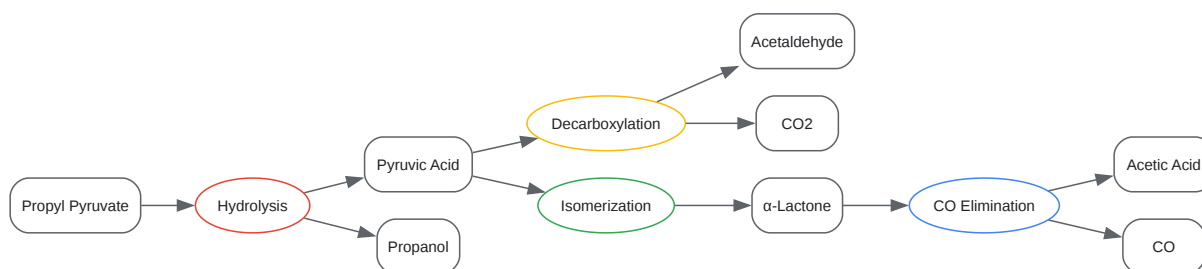 Acetaldehyde
Decarboxylation
CO2
Pyruvic Acid
Acetic Acid
Propyl Pyruvate
Hydrolysis
Isomerization
α-Lactone
CO Elimination
Propanol
CO